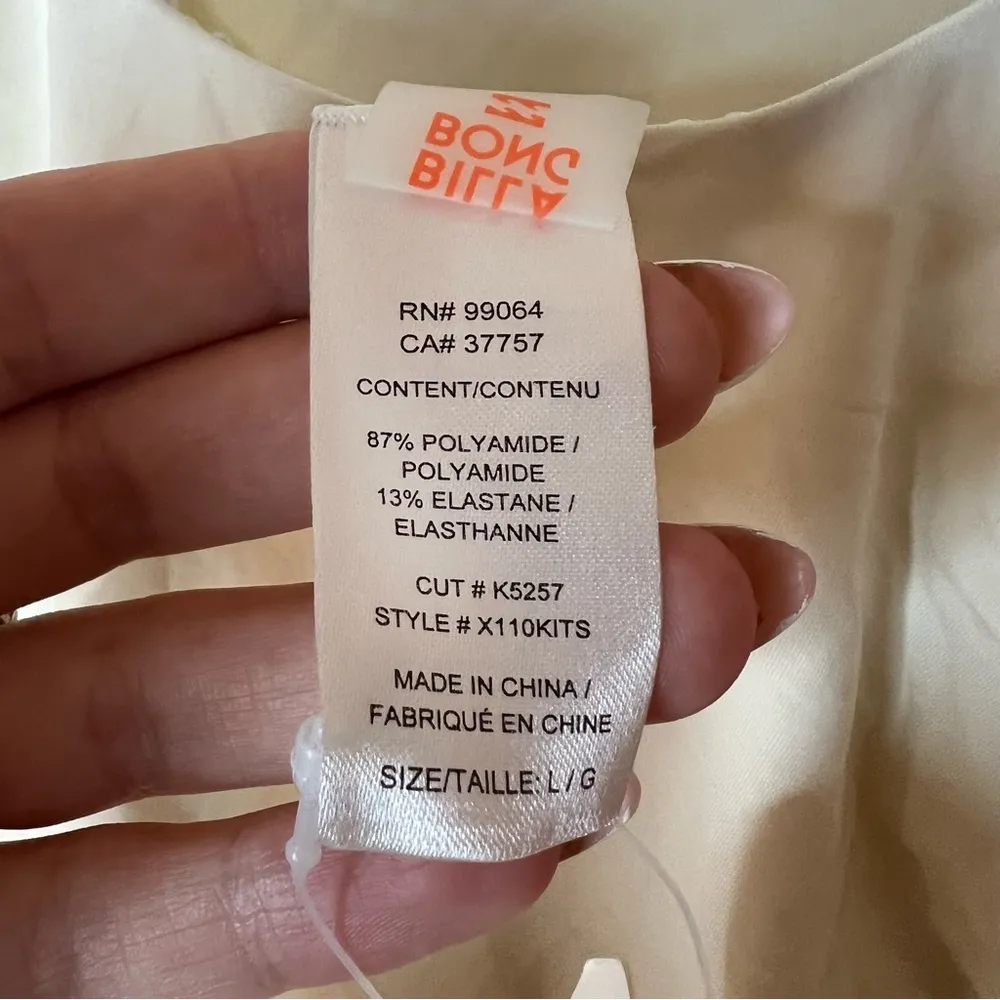 BILLA
BONG
RN# 99064
CA# 37757
CONTENT/CONTENU
87% POLYAMIDE /
POLYAMIDE
13% ELASTANE /
ELASTHANNE
CUT # K5257
STYLE # X110KITS
MADE IN CHINA /
FABRIQUÉ EN CHINE
SIZE/TAILLE: L / G